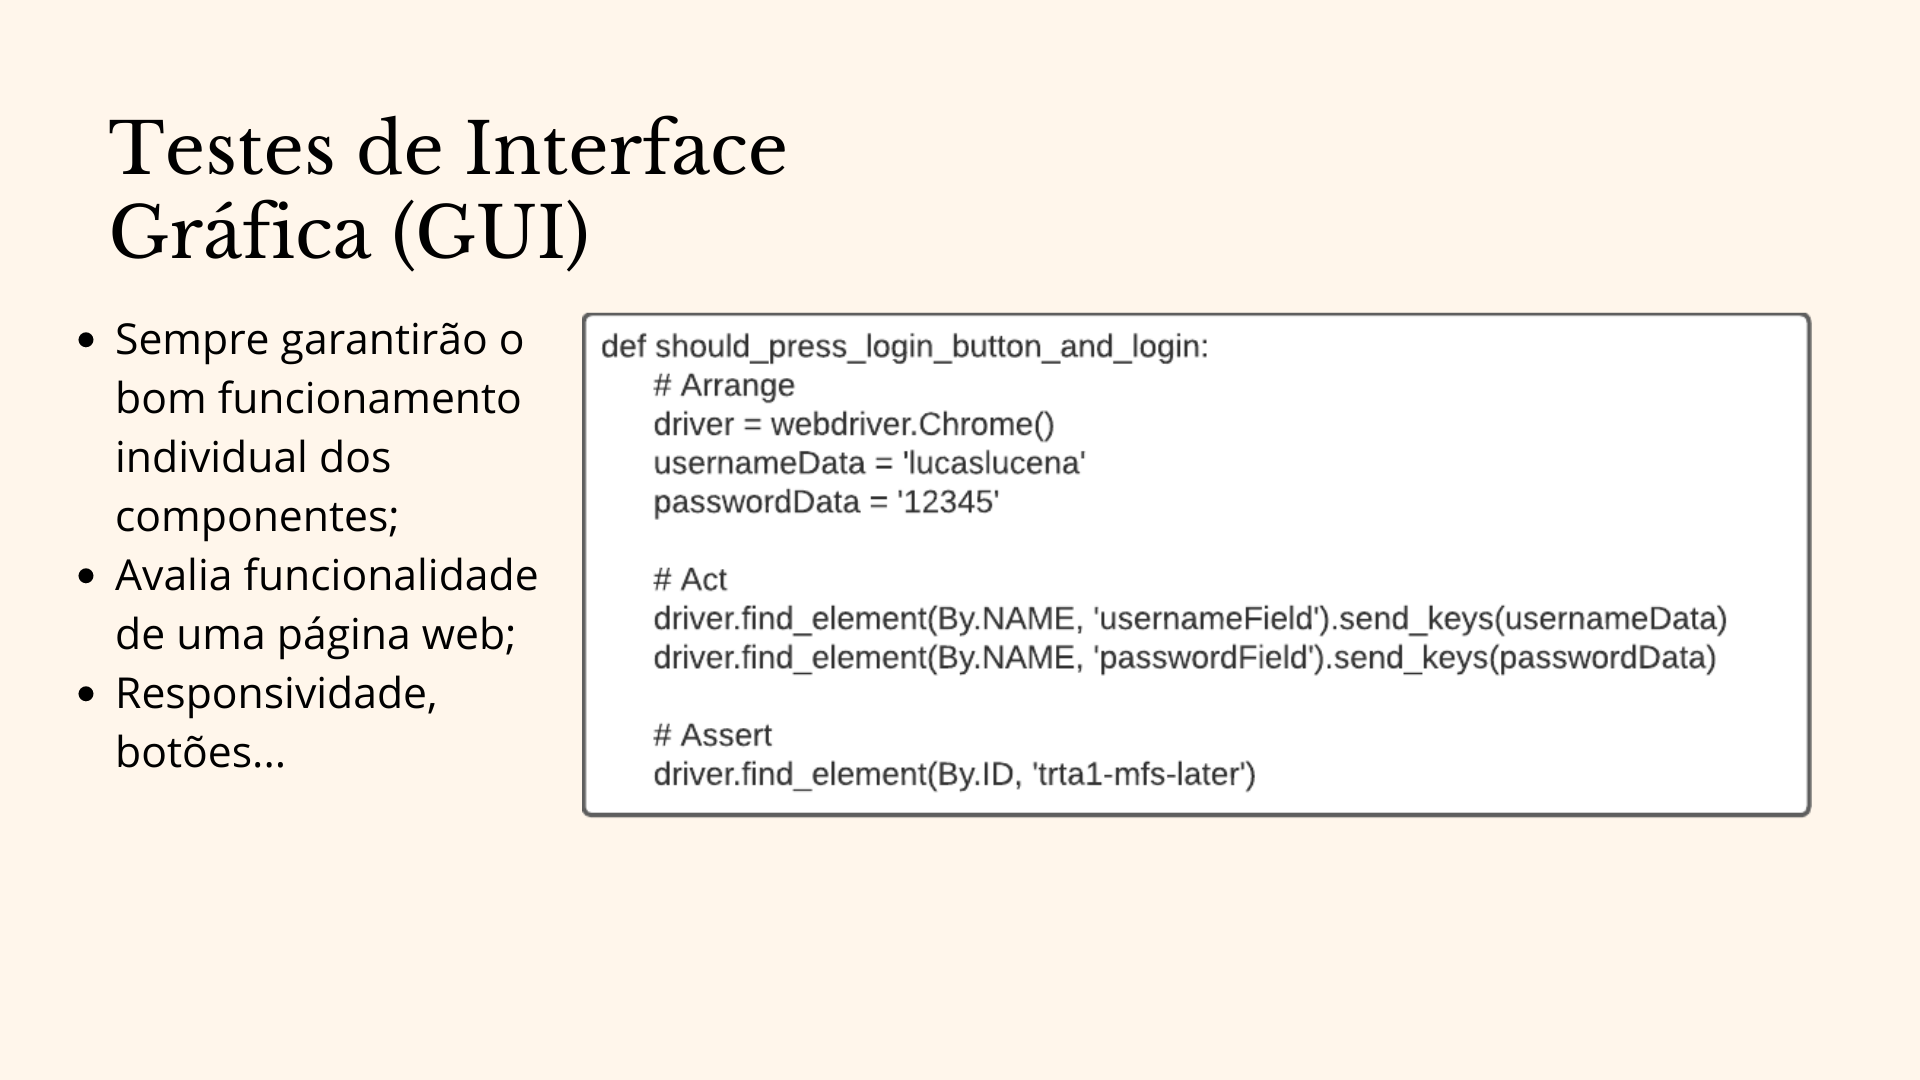 Testes de Interface
Gráfica (GUI)
• Sempre garantirão o
bom funcionamento
individual dos
componentes;
• Avalia funcionalidade
de uma página web;
• Responsividade,
botões...
def should_press_login_button_and_login:
# Arrange
driver = webdriver.Chrome()
usernameData = 'lucaslucena'
passwordData = '12345'
# Act
driver.find_element(By.NAME, 'usernameField').send_keys(usernameData)
driver.find_element(By.NAME, 'passwordField').send_keys(passwordData)
# Assert
driver.find_element(By.ID, 'trta1-mfs-later')